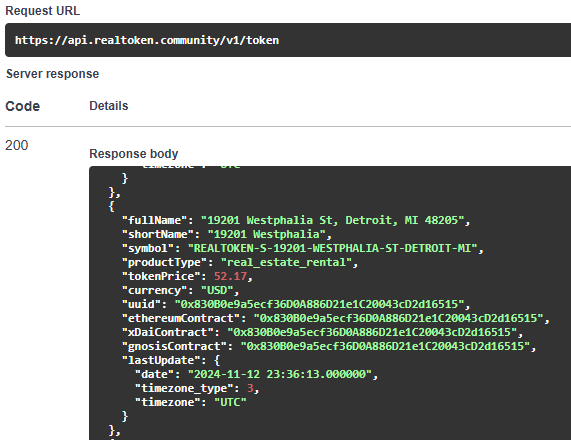 Request URL
https://api.realtoken.community/v1/token
Server response
Code Details
200
Response body
"timezone": "UTC"
}
},
{
"fullName": "19201 Westphalia St, Detroit, MI 48205",
"shortName": "19201 Westphalia",
"symbol": "REALTOKEN-S-19201-WESTPHALIA-ST-DETROIT-MI",
"productType": "real_estate_rental",
"tokenPrice": 52.17,
"currency": "USD",
"uuid": "0x830B0e9a5ecf36D0A886D21e1C20043cD2d16515",
"ethereumContract": "0x830B0e9a5ecf36D0A886D21e1C20043cD2d16515",
"xDaiContract": "0x830B0e9a5ecf36D0A886D21e1C20043cD2d16515",
"gnosisContract": "0x830B0e9a5ecf36D0A886D21e1C20043cD2d16515",
"lastUpdate": {
"date": "2024-11-12 23:36:13.000000",
"timezone_type": 3,
"timezone": "UTC"
}
},